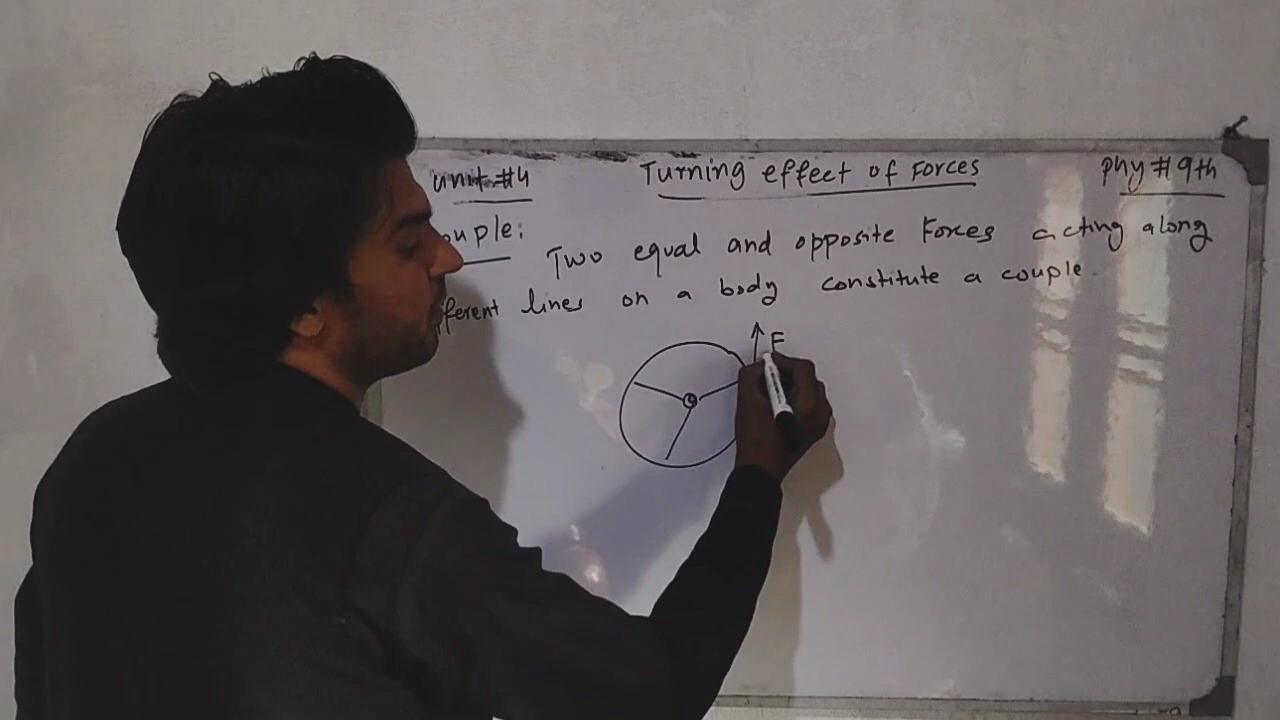 unit #4 Turning effect of Forces phy # 9th
ouple:
Two equal and opposite Forces acting along
fferent lines on a body constitute a couple.
F